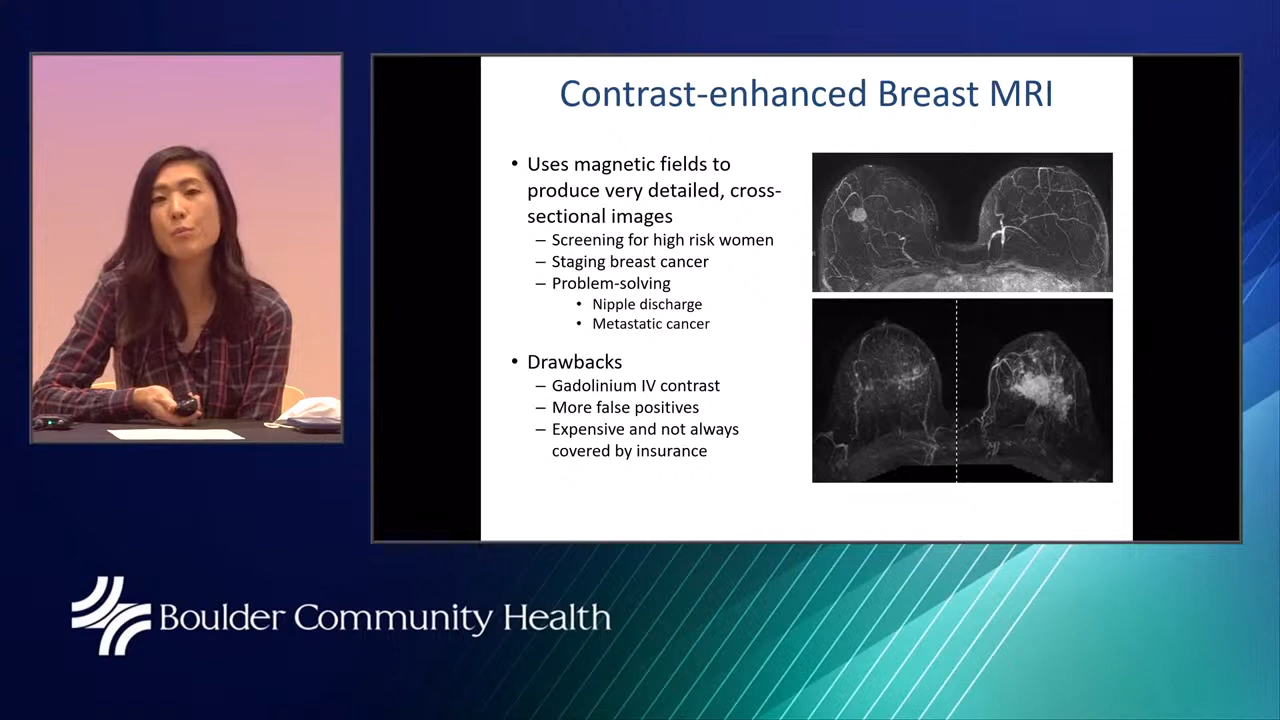 Contrast-enhanced Breast MRI
• Uses magnetic fields to
produce very detailed, cross-
sectional images
– Screening for high risk women
– Staging breast cancer
– Problem-solving
• Nipple discharge
• Metastatic cancer
• Drawbacks
– Gadolinium IV contrast
– More false positives
– Expensive and not always
covered by insurance
Boulder Community Health